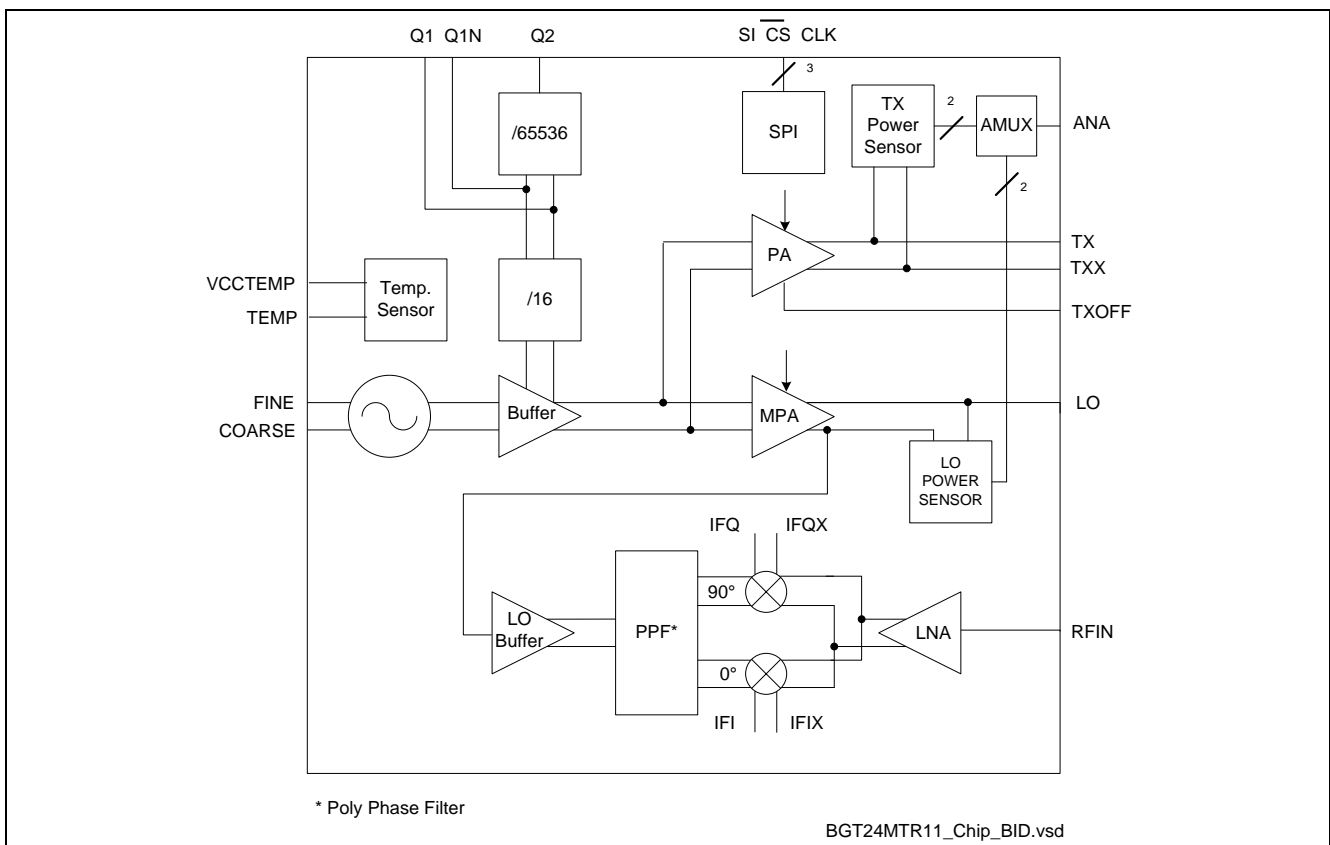 Q1 Q1N Q2 SI CS CLK
3
/65536
SPI
TX
Power
Sensor
2
AMUX
ANA
2
PA
TX
TXX
TXOFF
VCCTEMP
TEMP
Temp.
Sensor
/16
FINE
COARSE
Buffer
MPA
LO
LO
POWER
SENSOR
IFQ IFQX
90°
LO
Buffer
PPF*
LNA
RFIN
0°
IFI IFIX
* Poly Phase Filter
BGT24MTR11_Chip_BID.vsd